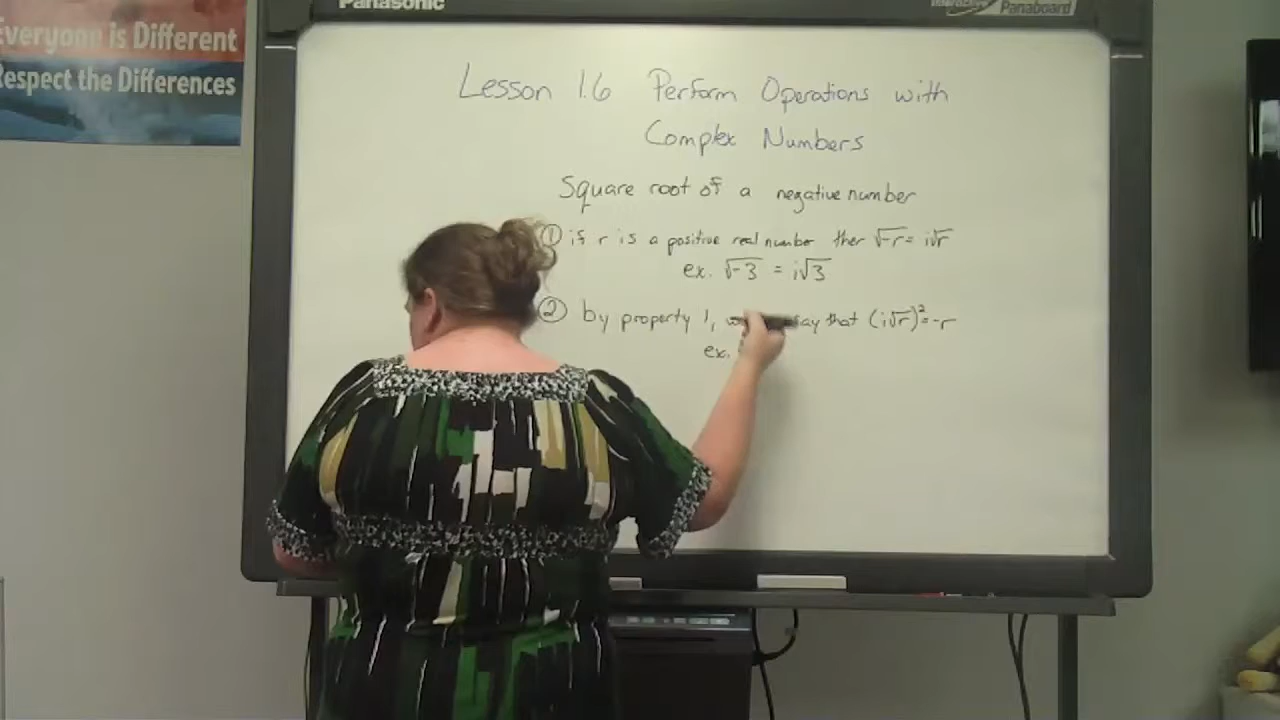 Panasonic
Interactive Panaboard
Everyone is Different
Respect the Differences
Lesson 1.6 Perform Operations with
Complex Numbers
Square root of a negative number
① if r is a positive real number then √-r = i√r
ex. √-3 = i√3
② by property 1, say that (i√r)² = -r
ex.